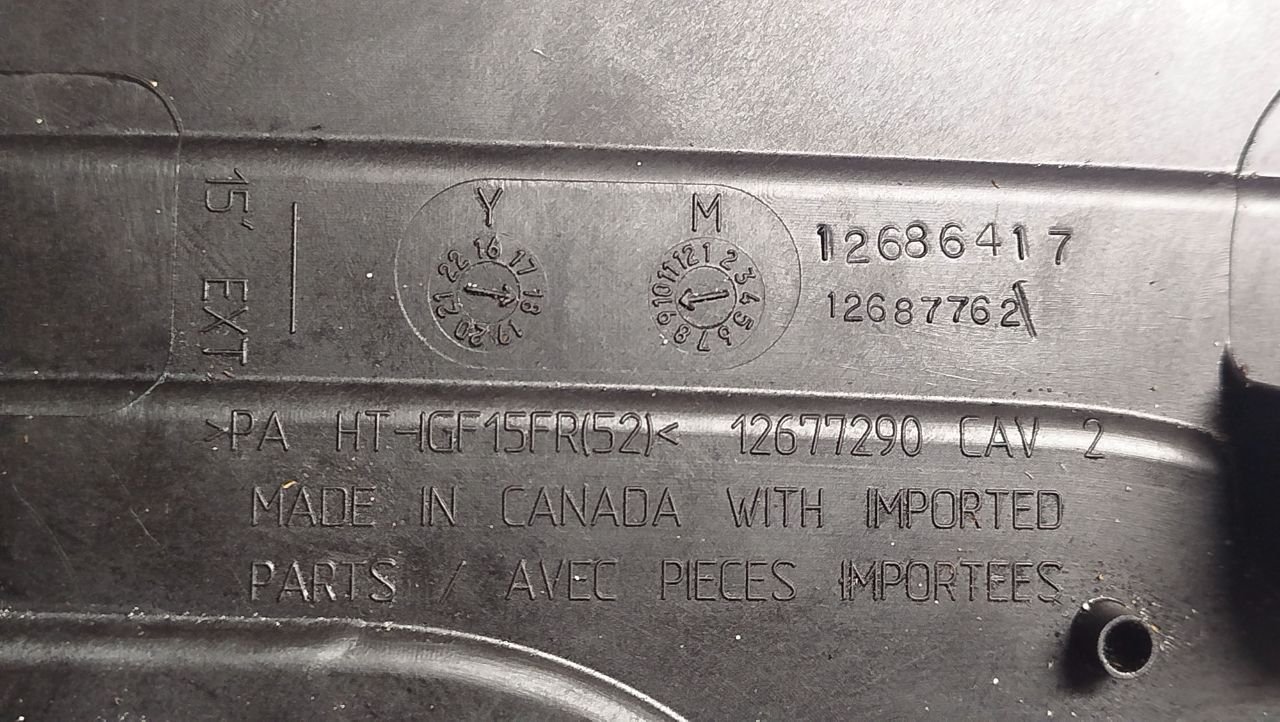 15' EXT.
Y
16 17 18 19 20 21 22
M
1 2 3 4 5 6 7 8 9 10 11 12
12686417
12687762
>PA HT-IGF15FR(52)< 12677290 CAV 2
MADE IN CANADA WITH IMPORTED
PARTS / AVEC PIECES IMPORTEES